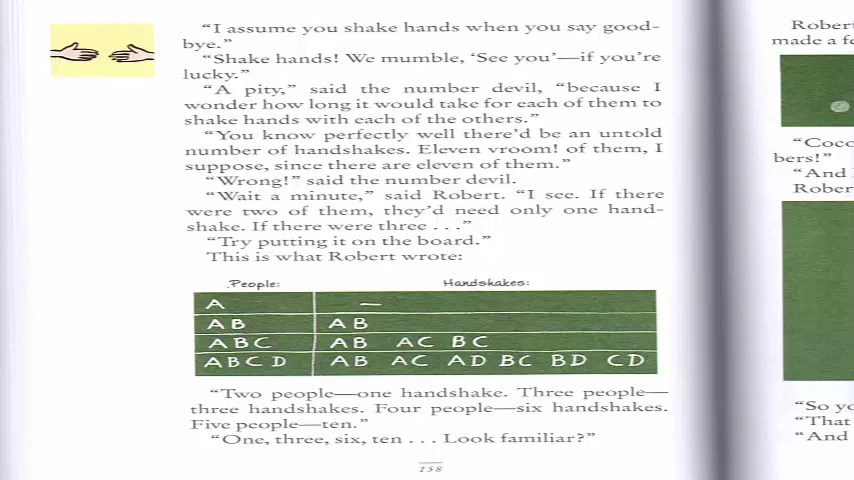 “I assume you shake hands when you say good-
bye.”
“Shake hands! We mumble, ‘See you’—if you’re
lucky.”
“A pity,” said the number devil, “because I
wonder how long it would take for each of them to
shake hands with each of the others.”
“You know perfectly well there’d be an untold
number of handshakes. Eleven vroom! of them, I
suppose, since there are eleven of them.”
“Wrong!” said the number devil.
“Wait a minute,” said Robert. “I see. If there
were two of them, they’d need only one hand-
shake. If there were three . . .”
“Try putting it on the board.”
This is what Robert wrote:
People: Handshakes:
A —
AB AB
ABC AB AC BC
ABCD AB AC AD BC BD CD
“Two people—one handshake. Three people—
three handshakes. Four people—six handshakes.
Five people—ten.”
“One, three, six, ten . . . Look familiar?”
158
Rober
made a fe
“Coco
bers!”
“And
Rober
“So yo
“That
“And